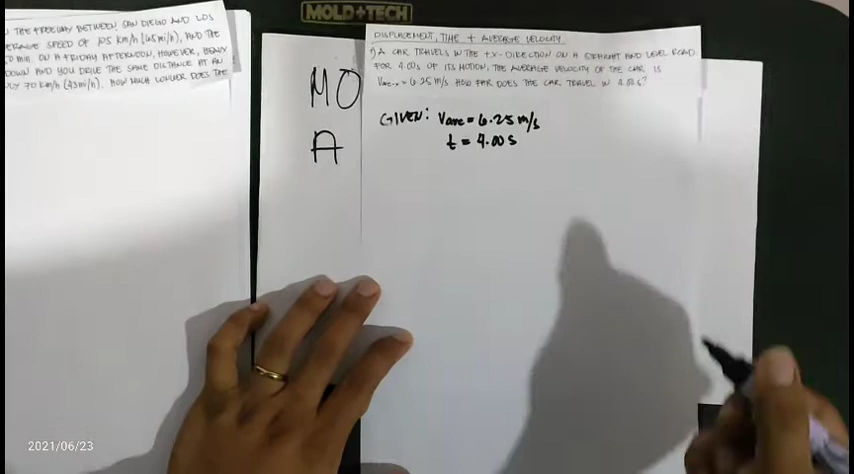 MOLD+TECH
THE FREEWAY BETWEEN SAN DIEGO AND LOS
AVERAGE SPEED OF 105 km/h (65 mi/h), AND THE
50 min. ON A FRIDAY AFTERNOON, HOWEVER, HEAVY
DOWN AND YOU DRIVE THE SAME DISTANCE AT AN
70 km/h (43 mi/h). HOW MUCH LONGER DOES THE
MO
A
DISPLACEMENT, TIME + AVERAGE VELOCITY
1) A CAR TRAVELS IN THE +X-DIRECTION ON A STRAIGHT AND LEVEL ROAD.
FOR 4.00s OF ITS MOTION, THE AVERAGE VELOCITY OF THE CAR IS
= 6.25 m/s HOW FAR DOES THE CAR TRAVEL IN 4.00s?
GIVEN: Vave = 6.25 m/s
t = 4.00 s
2021/06/23